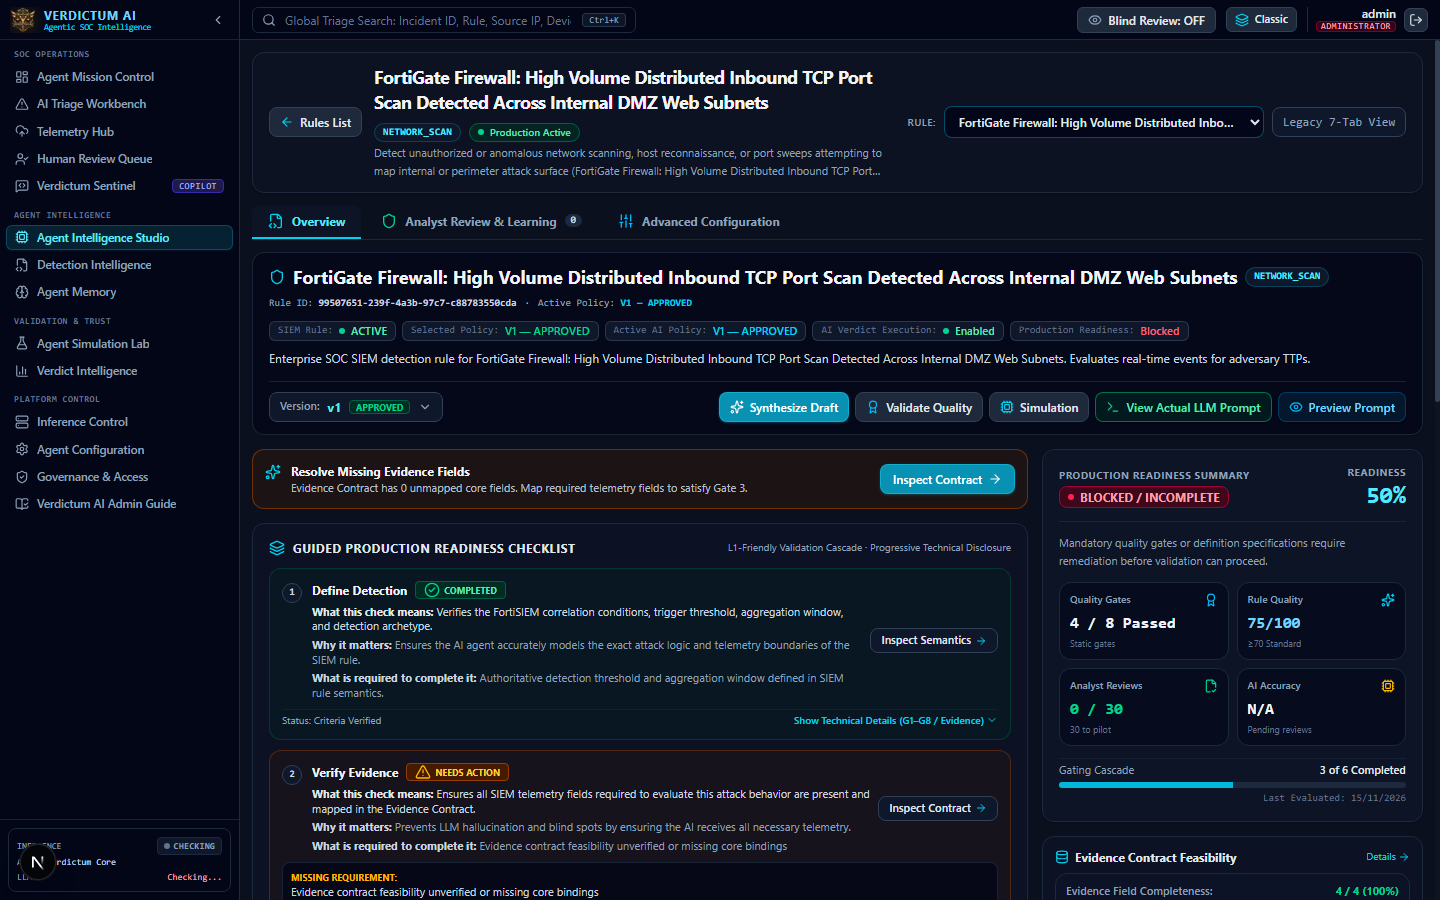 VERDICTUM AI
Agentic SOC Intelligence
Global Triage Search: Incident ID, Rule, Source IP, Devi
Ctrl+K
Blind Review: OFF
Classic
admin
ADMINISTRATOR
SOC OPERATIONS
Agent Mission Control
AI Triage Workbench
Telemetry Hub
Human Review Queue
Verdictum Sentinel
COPILOT
AGENT INTELLIGENCE
Agent Intelligence Studio
Detection Intelligence
Agent Memory
VALIDATION & TRUST
Agent Simulation Lab
Verdict Intelligence
PLATFORM CONTROL
Inference Control
Agent Configuration
Governance & Access
Verdictum AI Admin Guide
CHECKING
N
rdictum Core
Checking...
Rules List
FortiGate Firewall: High Volume Distributed Inbound TCP Port
Scan Detected Across Internal DMZ Web Subnets
NETWORK_SCAN
Production Active
Detect unauthorized or anomalous network scanning, host reconnaissance, or port sweeps attempting to
map internal or perimeter attack surface (FortiGate Firewall: High Volume Distributed Inbound TCP Port...
RULE:
FortiGate Firewall: High Volume Distributed Inbo...
Legacy 7-Tab View
Overview
Analyst Review & Learning 0
Advanced Configuration
FortiGate Firewall: High Volume Distributed Inbound TCP Port Scan Detected Across Internal DMZ Web Subnets
NETWORK_SCAN
Rule ID: 99507651-239f-4a3b-97c7-c88783550cda · Active Policy: V1 — APPROVED
SIEM Rule: ACTIVE
Selected Policy: V1 — APPROVED
Active AI Policy: V1 — APPROVED
AI Verdict Execution: Enabled
Production Readiness: Blocked
Enterprise SOC SIEM detection rule for FortiGate Firewall: High Volume Distributed Inbound TCP Port Scan Detected Across Internal DMZ Web Subnets. Evaluates real-time events for adversary TTPs.
Version: v1 APPROVED
Synthesize Draft
Validate Quality
Simulation
View Actual LLM Prompt
Preview Prompt
Resolve Missing Evidence Fields
Evidence Contract has 0 unmapped core fields. Map required telemetry fields to satisfy Gate 3.
Inspect Contract
GUIDED PRODUCTION READINESS CHECKLIST
L1-Friendly Validation Cascade · Progressive Technical Disclosure
1
Define Detection
COMPLETED
What this check means: Verifies the FortiSIEM correlation conditions, trigger threshold, aggregation window,
and detection archetype.
Why it matters: Ensures the AI agent accurately models the exact attack logic and telemetry boundaries of the
SIEM rule.
What is required to complete it: Authoritative detection threshold and aggregation window defined in SIEM
rule semantics.
Inspect Semantics
Status: Criteria Verified
Show Technical Details (G1–G8 / Evidence)
2
Verify Evidence
NEEDS ACTION
What this check means: Ensures all SIEM telemetry fields required to evaluate this attack behavior are present and
mapped in the Evidence Contract.
Why it matters: Prevents LLM hallucination and blind spots by ensuring the AI receives all necessary telemetry.
What is required to complete it: Evidence contract feasibility unverified or missing core bindings
Inspect Contract
MISSING REQUIREMENT:
Evidence contract feasibility unverified or missing core bindings
PRODUCTION READINESS SUMMARY
BLOCKED / INCOMPLETE
READINESS
50%
Mandatory quality gates or definition specifications require
remediation before validation can proceed.
Quality Gates
4 / 8 Passed
Static gates
Rule Quality
75/100
≥70 Standard
Analyst Reviews
0 / 30
30 to pilot
AI Accuracy
N/A
Pending reviews
Gating Cascade
3 of 6 Completed
Last Evaluated: 15/11/2026
Evidence Contract Feasibility
Details
Evidence Field Completeness:
4 / 4 (100%)